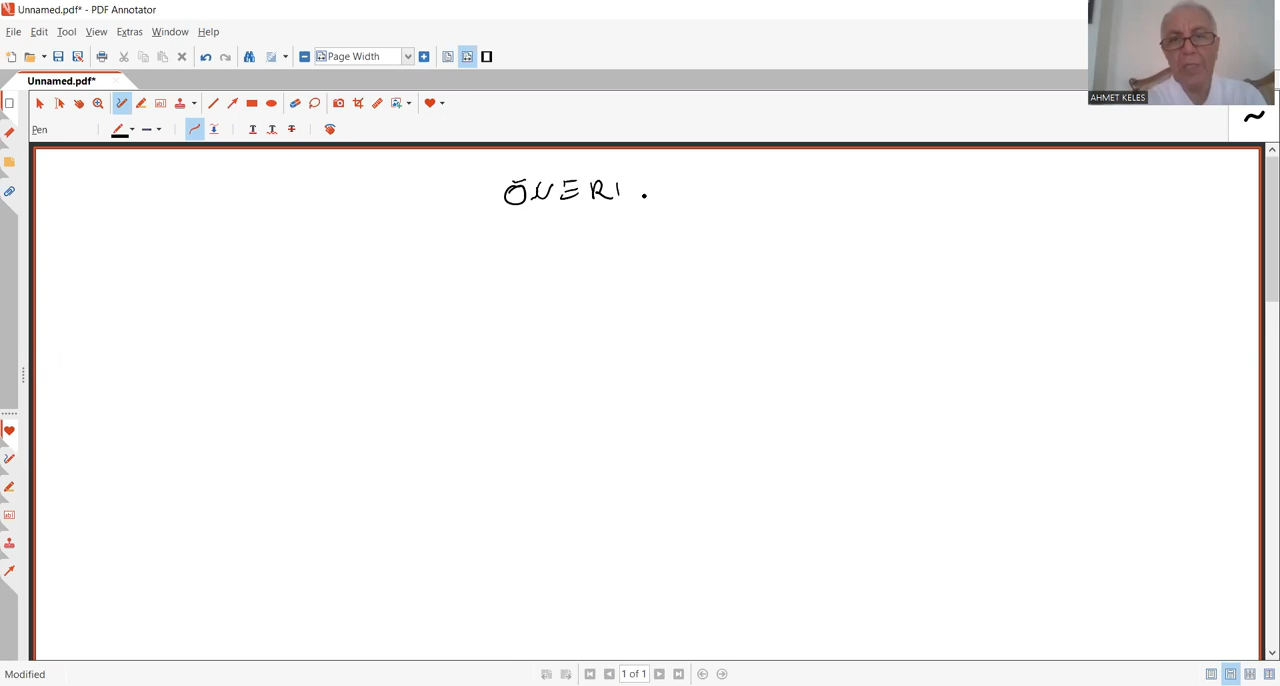 Unnamed.pdf* - PDF Annotator
File Edit Tool View Extras Window Help
Page Width
Unnamed.pdf*
Pen
AHMET KELES
ÖNERİ.
1 of 1
Modified